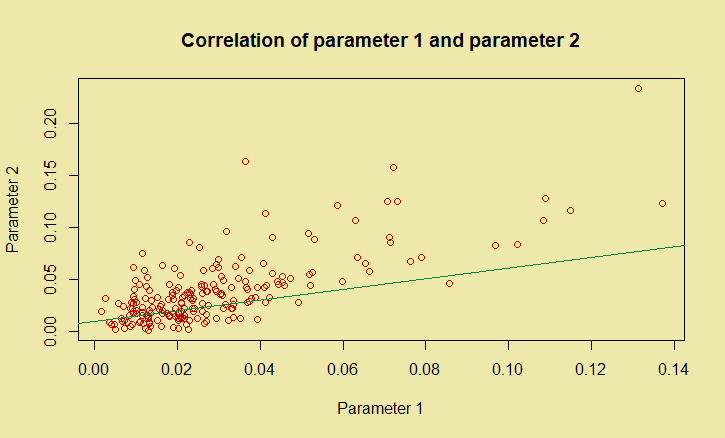 Correlation of parameter 1 and parameter 2
Parameter 2
0.20
0.15
0.10
0.05
0.00
0.00 0.02 0.04 0.06 0.08 0.10 0.12 0.14
Parameter 1